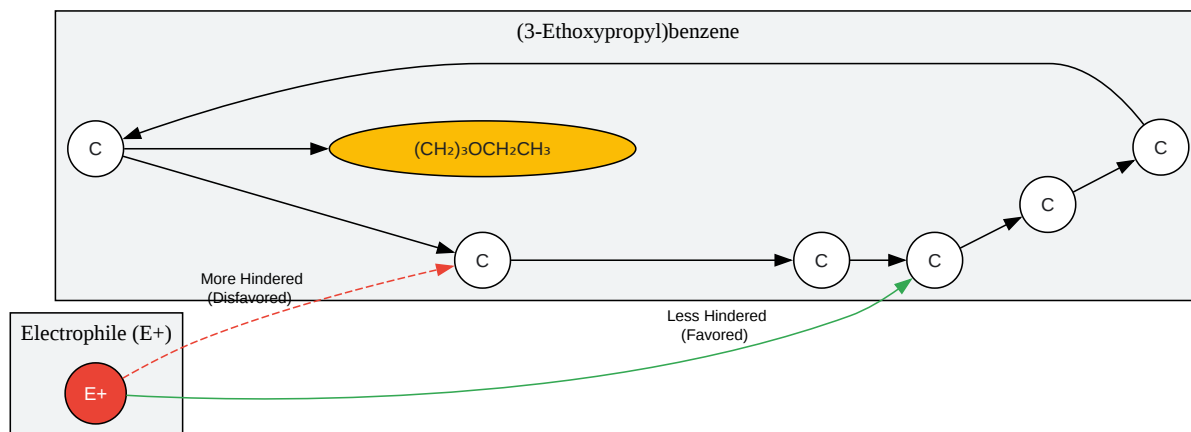 (3-Ethoxypropyl)benzene
C
(CH₂)₃OCH₂CH₃
C
C
C
C
C
More Hindered
(Disfavored)
Less Hindered
(Favored)
Electrophile (E+)
E+